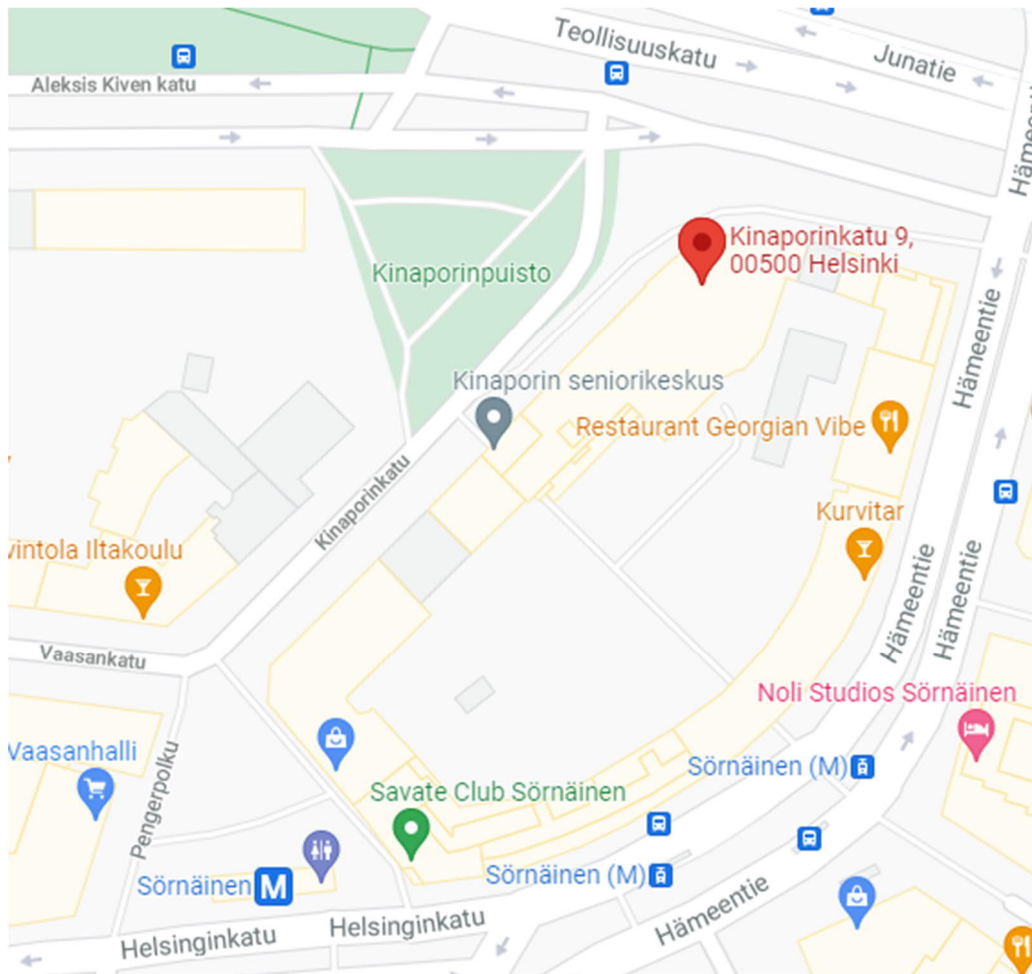 Teollisuuskatu
Junatie
Aleksis Kiven katu
Kinaporinkatu 9,
00500 Helsinki
Kinaporinpuisto
Hämeentie
Kinaporin seniorikeskus
Restaurant Georgian Vibe
Kinaporinkatu
Kurvitar
vintola Iltakoulu
Hämeentie
Hämeentie
Vaasankatu
Noli Studios Sörnäinen
Vaasanhalli
Pengerpolku
Sörnäinen (M)
Savate Club Sörnäinen
Sörnäinen M
Sörnäinen (M)
Helsinginkatu
Helsinginkatu
Hämeentie